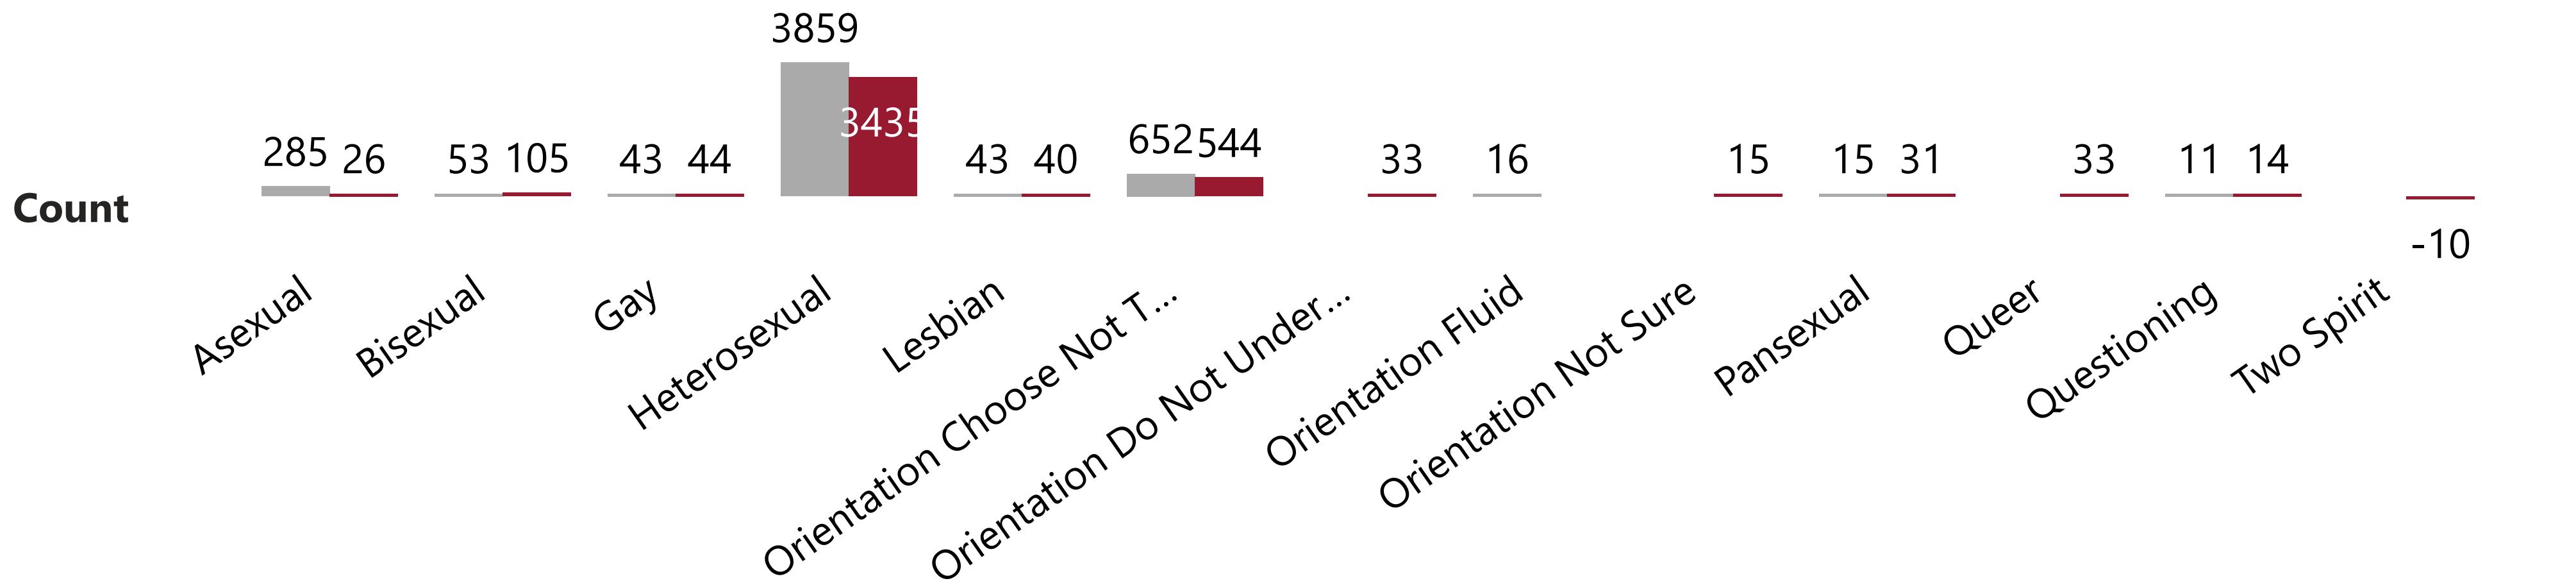 3859
3435
285 26
53 105
43 44
43 40
652 544
33
16
15
15 31
33
11 14
-10
Count
Asexual
Bisexual
Gay
Heterosexual
Lesbian
Orientation Choose Not T...
Orientation Do Not Under...
Orientation Fluid
Orientation Not Sure
Pansexual
Queer
Questioning
Two Spirit